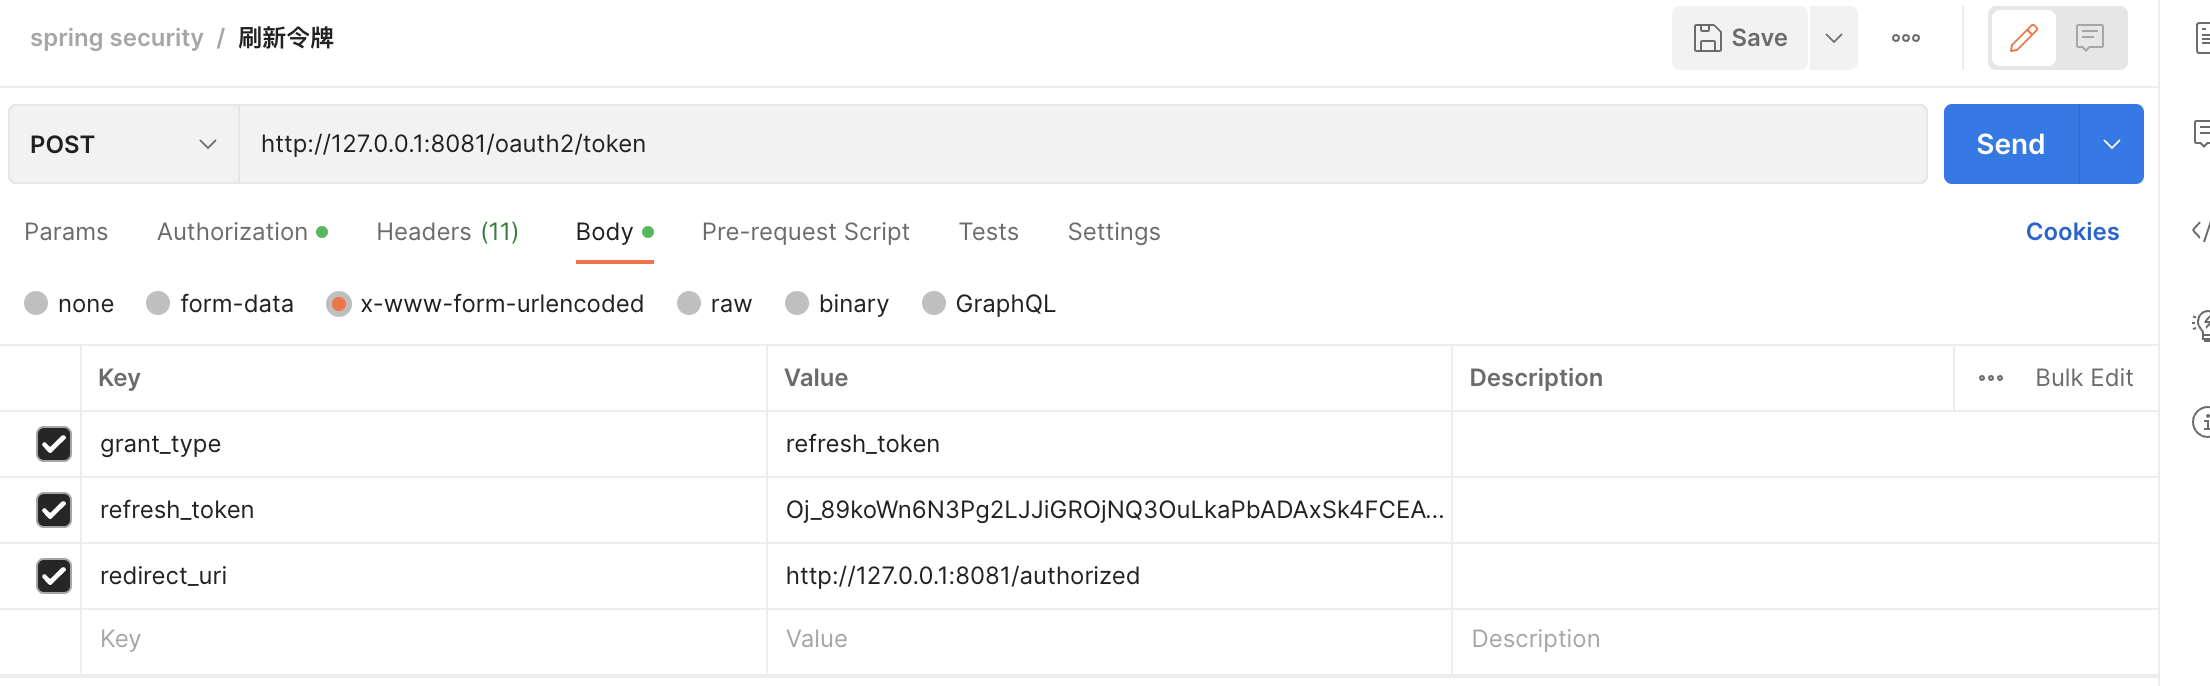 spring security / 刷新令牌 Save
POST http://127.0.0.1:8081/oauth2/token Send
Params Authorization Headers (11) Body Pre-request Script Tests Settings Cookies
none form-data x-www-form-urlencoded raw binary GraphQL
Key Value Description Bulk Edit
grant_type refresh_token
refresh_token Oj_89koWn6N3Pg2LJJiGROjNQ3OuLkaPbADAxSk4FCEA...
redirect_uri http://127.0.0.1:8081/authorized
Key Value Description